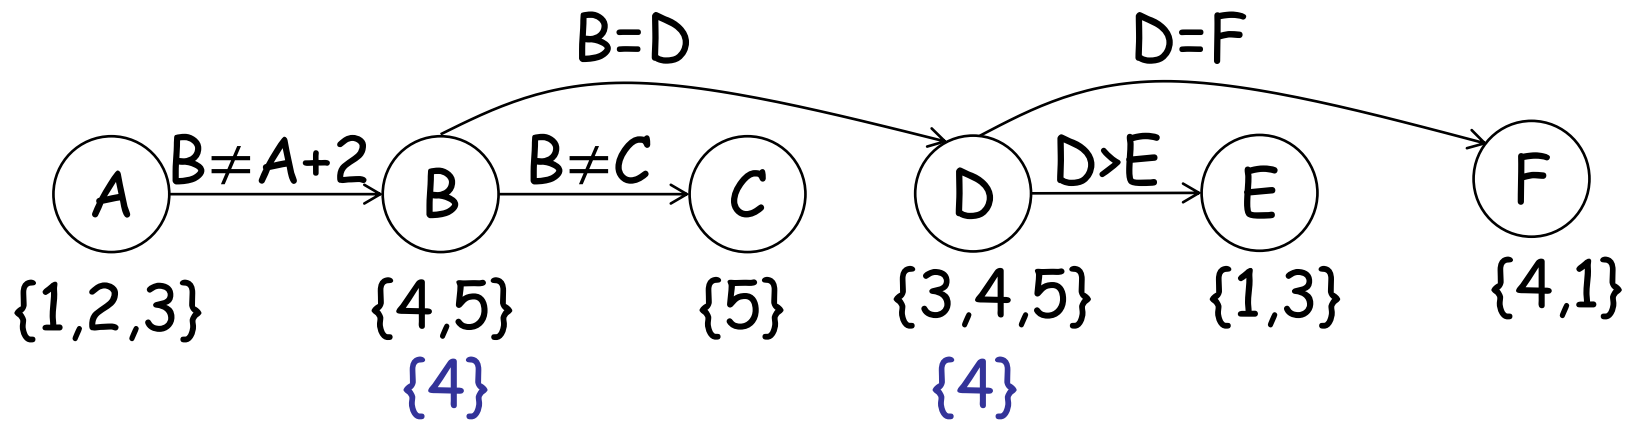 B=D D=F
B≠A+2 B≠C D>E
A B C D E F
{1,2,3} {4,5} {5} {3,4,5} {1,3} {4,1}
{4} {4}